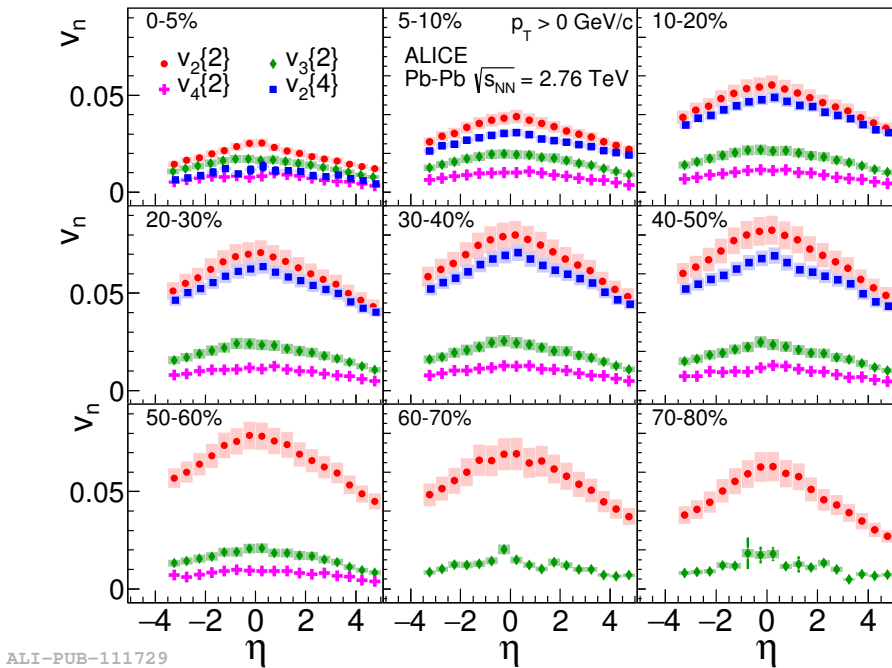 0-5%
5-10%
p_T > 0 GeV/c
10-20%
v_n
v_2{2}
v_3{2}
v_4{2}
v_2{4}
ALICE
Pb-Pb √s_NN = 2.76 TeV
0.05
0
20-30%
30-40%
40-50%
v_n
0.05
0
50-60%
60-70%
70-80%
v_n
0.05
0
−4 −2 0 2 4
−4 −2 0 2 4
−4 −2 0 2 4
η
η
η
ALI-PUB-111729